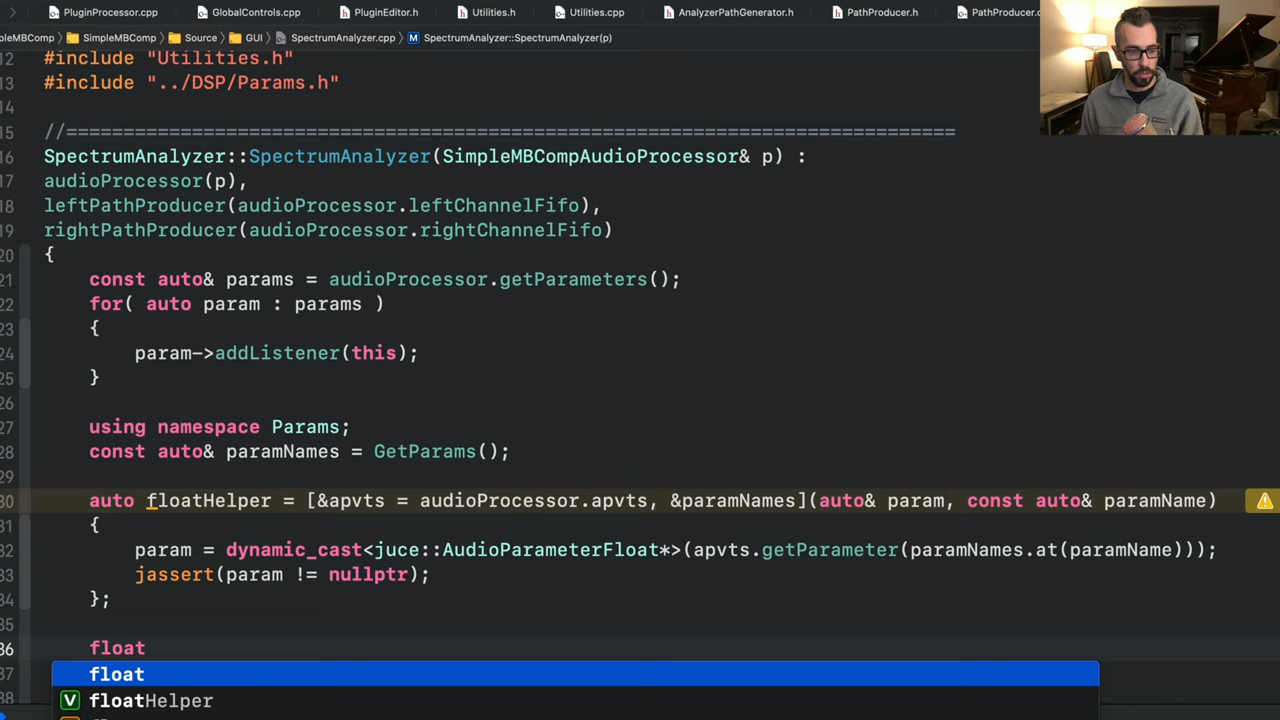 PluginProcessor.cpp GlobalControls.cpp PluginEditor.h Utilities.h Utilities.cpp AnalyzerPathGenerator.h PathProducer.h PathProducer.c
mpleMBComp SimpleMBComp Source GUI SpectrumAnalyzer.cpp SpectrumAnalyzer::SpectrumAnalyzer(p)
12 #include "Utilities.h"
13 #include "../DSP/Params.h"
14
15 //==============================================================================
16 SpectrumAnalyzer::SpectrumAnalyzer(SimpleMBCompAudioProcessor& p) :
17 audioProcessor(p),
18 leftPathProducer(audioProcessor.leftChannelFifo),
19 rightPathProducer(audioProcessor.rightChannelFifo)
20 {
21 const auto& params = audioProcessor.getParameters();
22 for( auto param : params )
23 {
24 param->addListener(this);
25 }
26
27 using namespace Params;
28 const auto& paramNames = GetParams();
29
30 auto floatHelper = [&apvts = audioProcessor.apvts, &paramNames](auto& param, const auto& paramName)
31 {
32 param = dynamic_cast<juce::AudioParameterFloat*>(apvts.getParameter(paramNames.at(paramName)));
33 jassert(param != nullptr);
34 };
35
36 float
37 float
38 V floatHelper